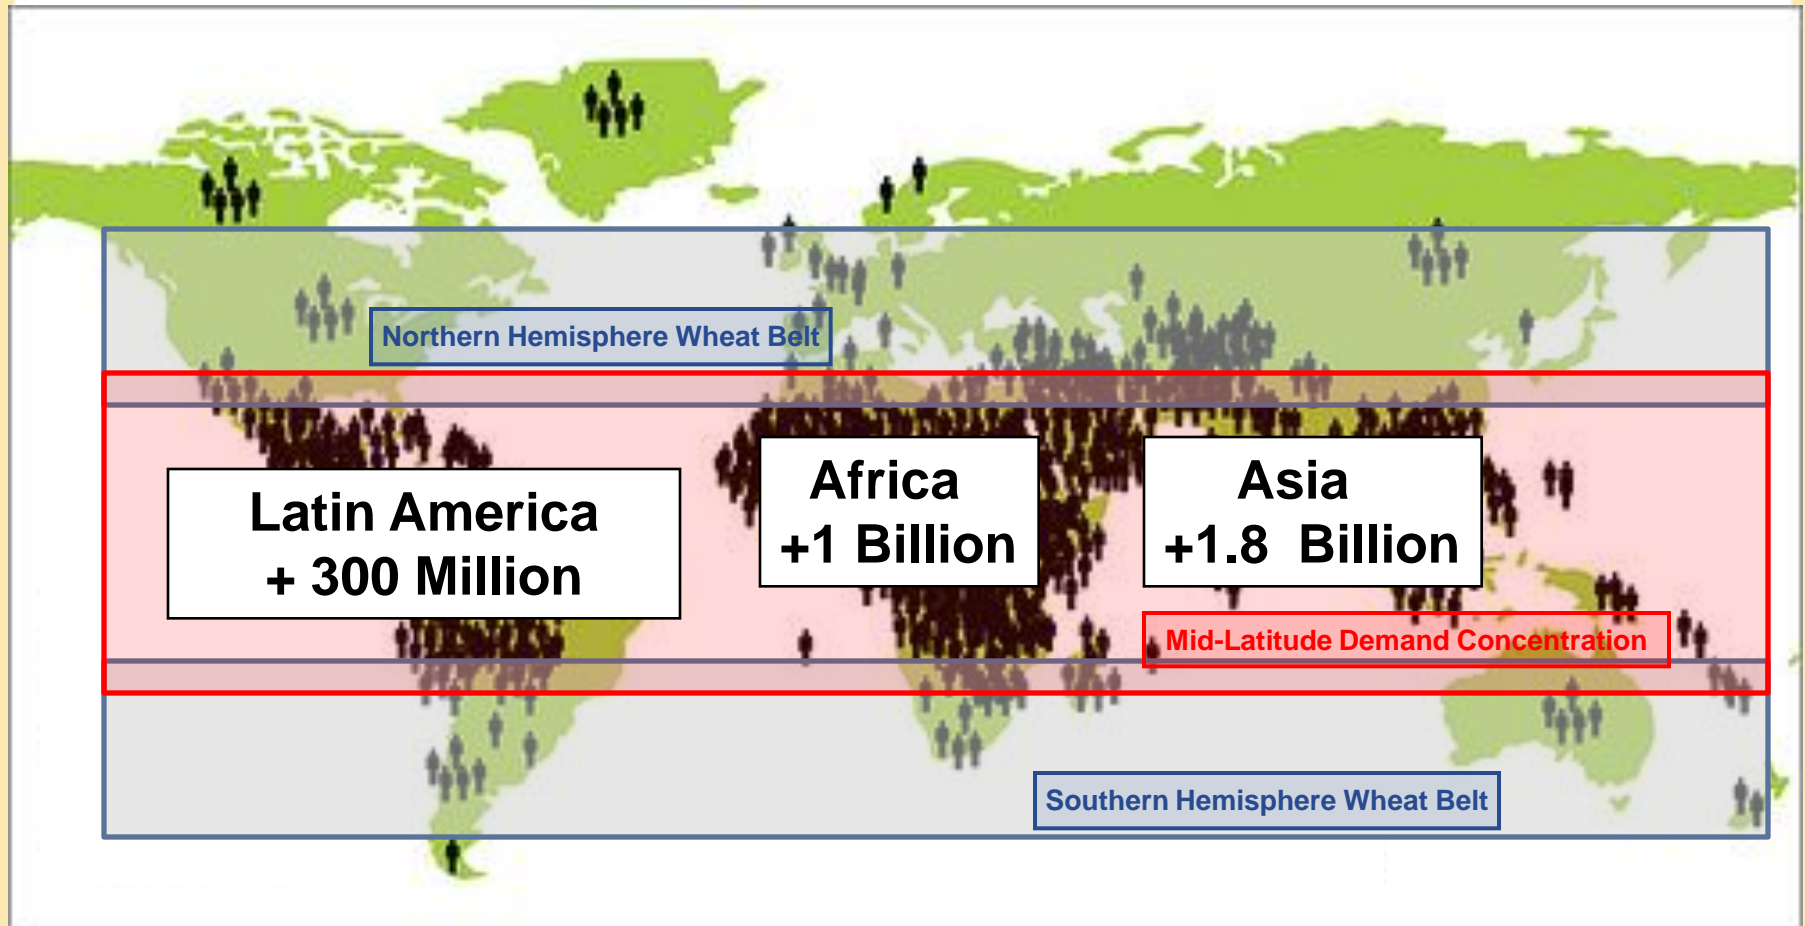 Northern Hemisphere Wheat Belt
Latin America
+ 300 Million
Africa
+1 Billion
Asia
+1.8 Billion
Mid-Latitude Demand Concentration
Southern Hemisphere Wheat Belt